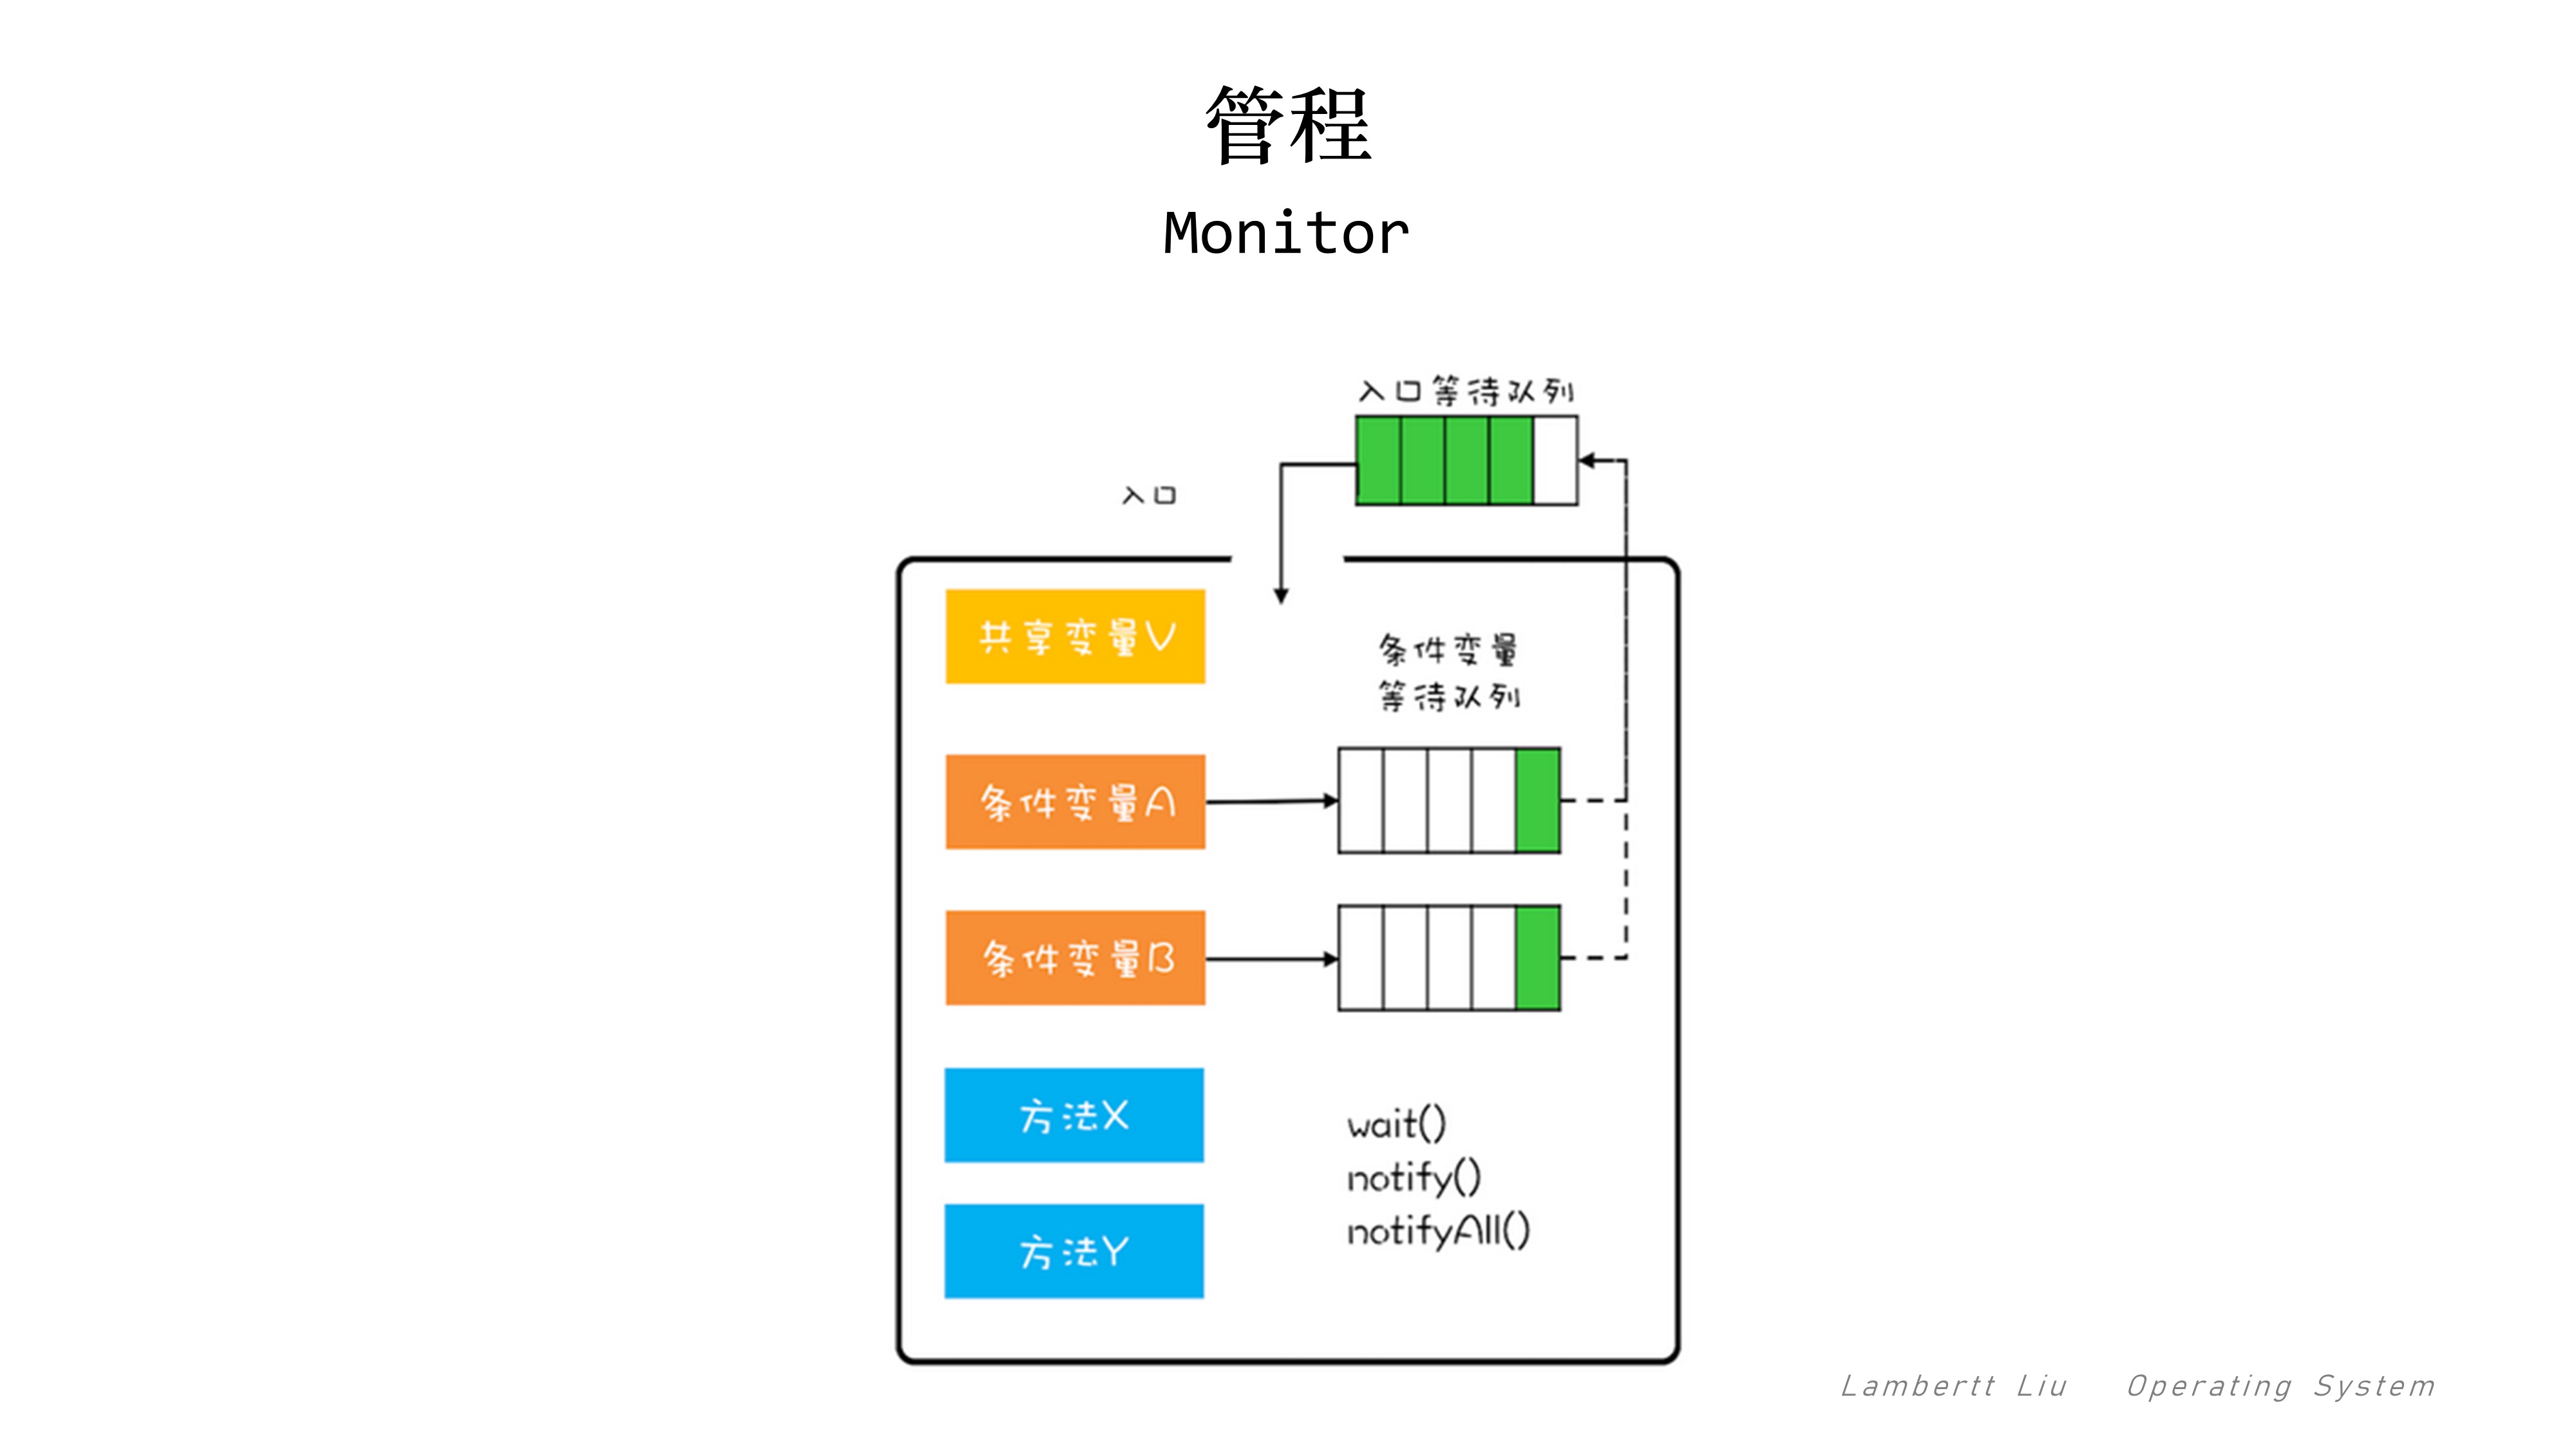 管程
Monitor
入口等待队列
入口
共享变量V
条件变量
等待队列
条件变量A
条件变量B
方法X
wait()
notify()
notifyAll()
方法Y
Lambertt Liu Operating System